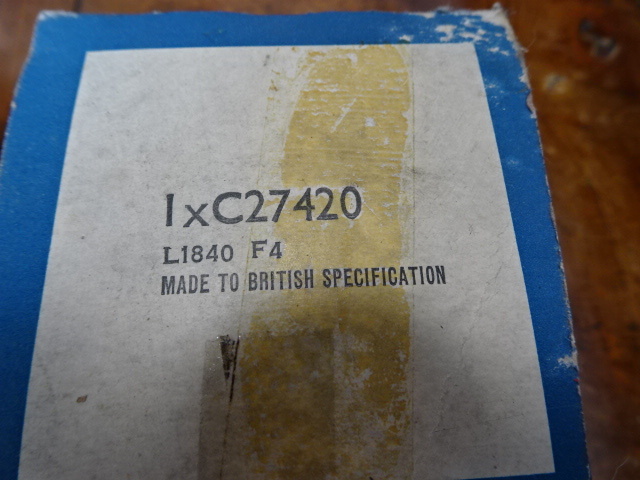 1xC27420
L1840 F4
MADE TO BRITISH SPECIFICATION